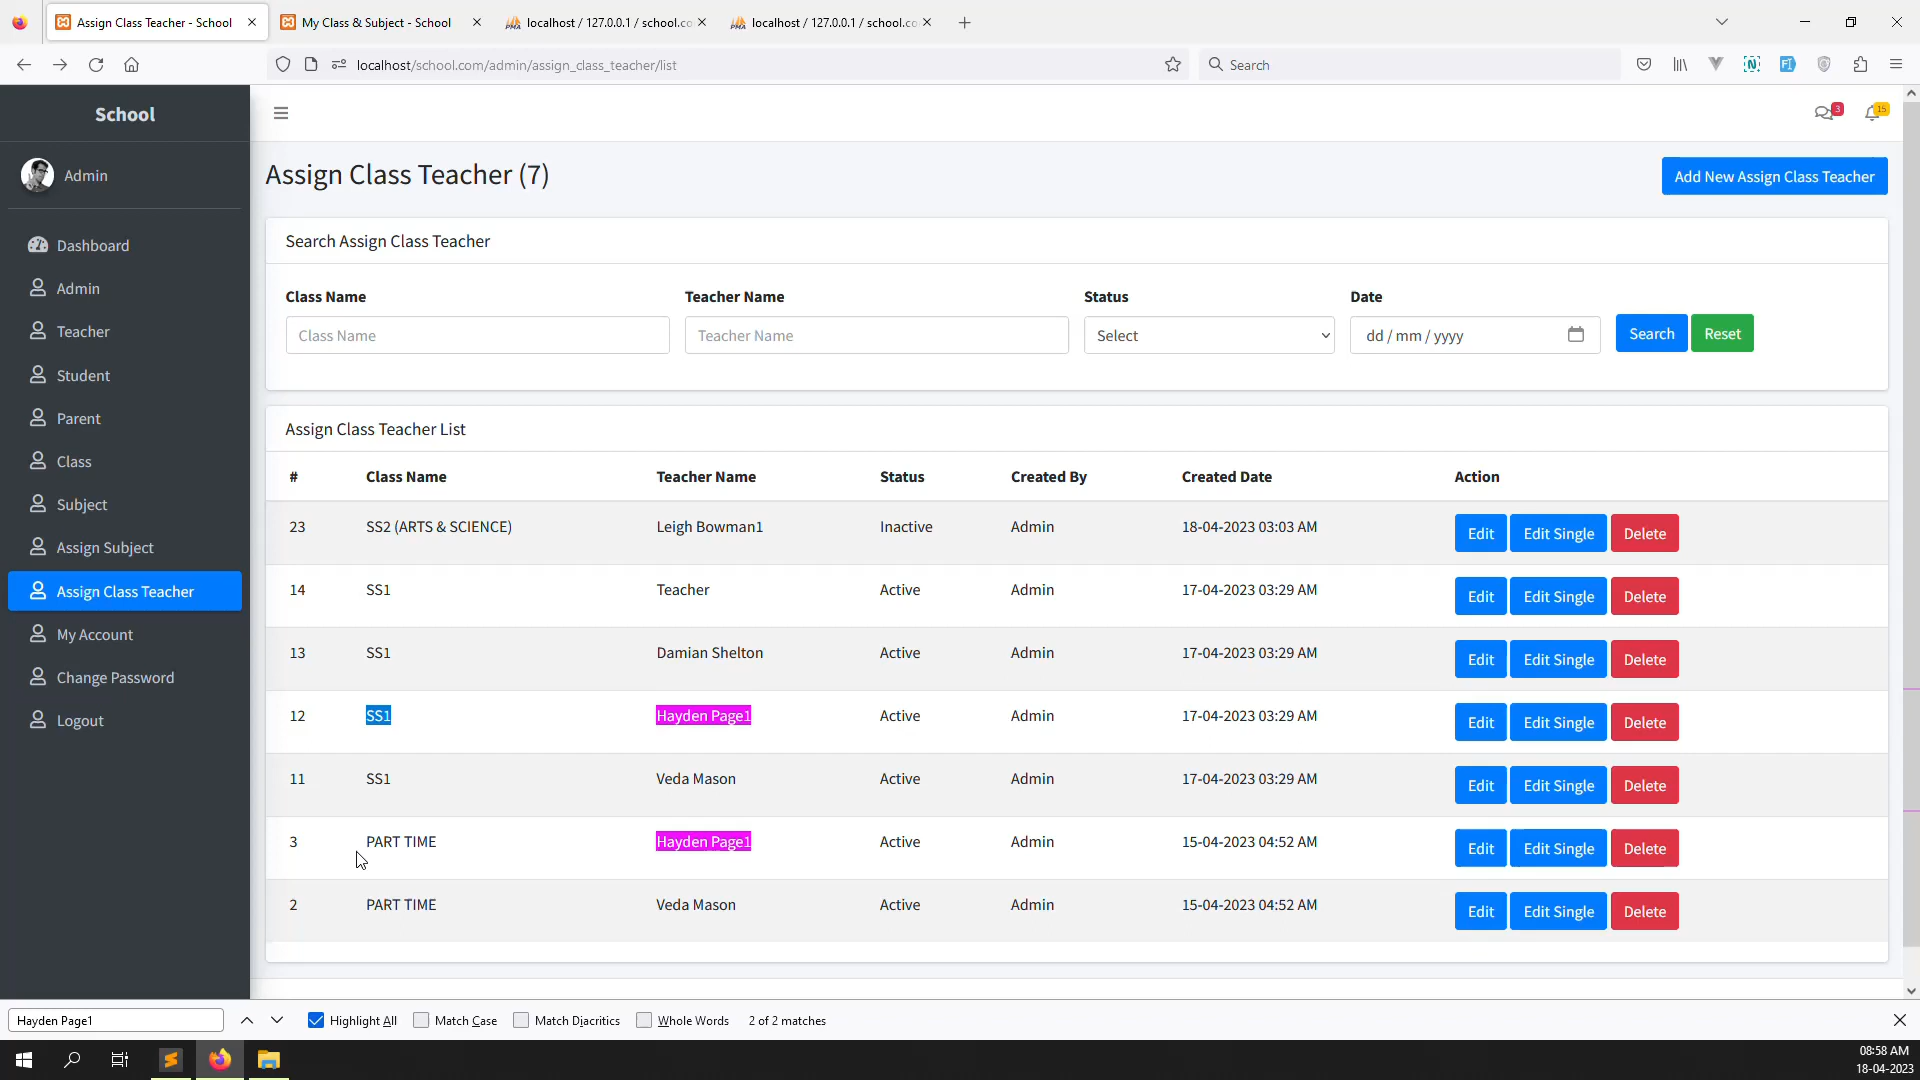 Assign Class Teacher - School
My Class & Subject - School
localhost / 127.0.0.1 / school.co
localhost / 127.0.0.1 / school.co
localhost/school.com/admin/assign_class_teacher/list
Search
School
3
15
Admin
Assign Class Teacher (7)
Add New Assign Class Teacher
Dashboard
Admin
Teacher
Student
Parent
Class
Subject
Assign Subject
Assign Class Teacher
My Account
Change Password
Logout
Search Assign Class Teacher
Class Name Teacher Name Status Date
Class Name Teacher Name Select dd / mm / yyyy Search Reset
Assign Class Teacher List
# Class Name Teacher Name Status Created By Created Date Action
23 SS2 (ARTS & SCIENCE) Leigh Bowman1 Inactive Admin 18-04-2023 03:03 AM Edit Edit Single Delete
14 SS1 Teacher Active Admin 17-04-2023 03:29 AM Edit Edit Single Delete
13 SS1 Damian Shelton Active Admin 17-04-2023 03:29 AM Edit Edit Single Delete
12 SS1 Hayden Page1 Active Admin 17-04-2023 03:29 AM Edit Edit Single Delete
11 SS1 Veda Mason Active Admin 17-04-2023 03:29 AM Edit Edit Single Delete
3 PART TIME Hayden Page1 Active Admin 15-04-2023 04:52 AM Edit Edit Single Delete
2 PART TIME Veda Mason Active Admin 15-04-2023 04:52 AM Edit Edit Single Delete
Hayden Page1 Highlight All Match Case Match Diacritics Whole Words 2 of 2 matches
08:58 AM
18-04-2023